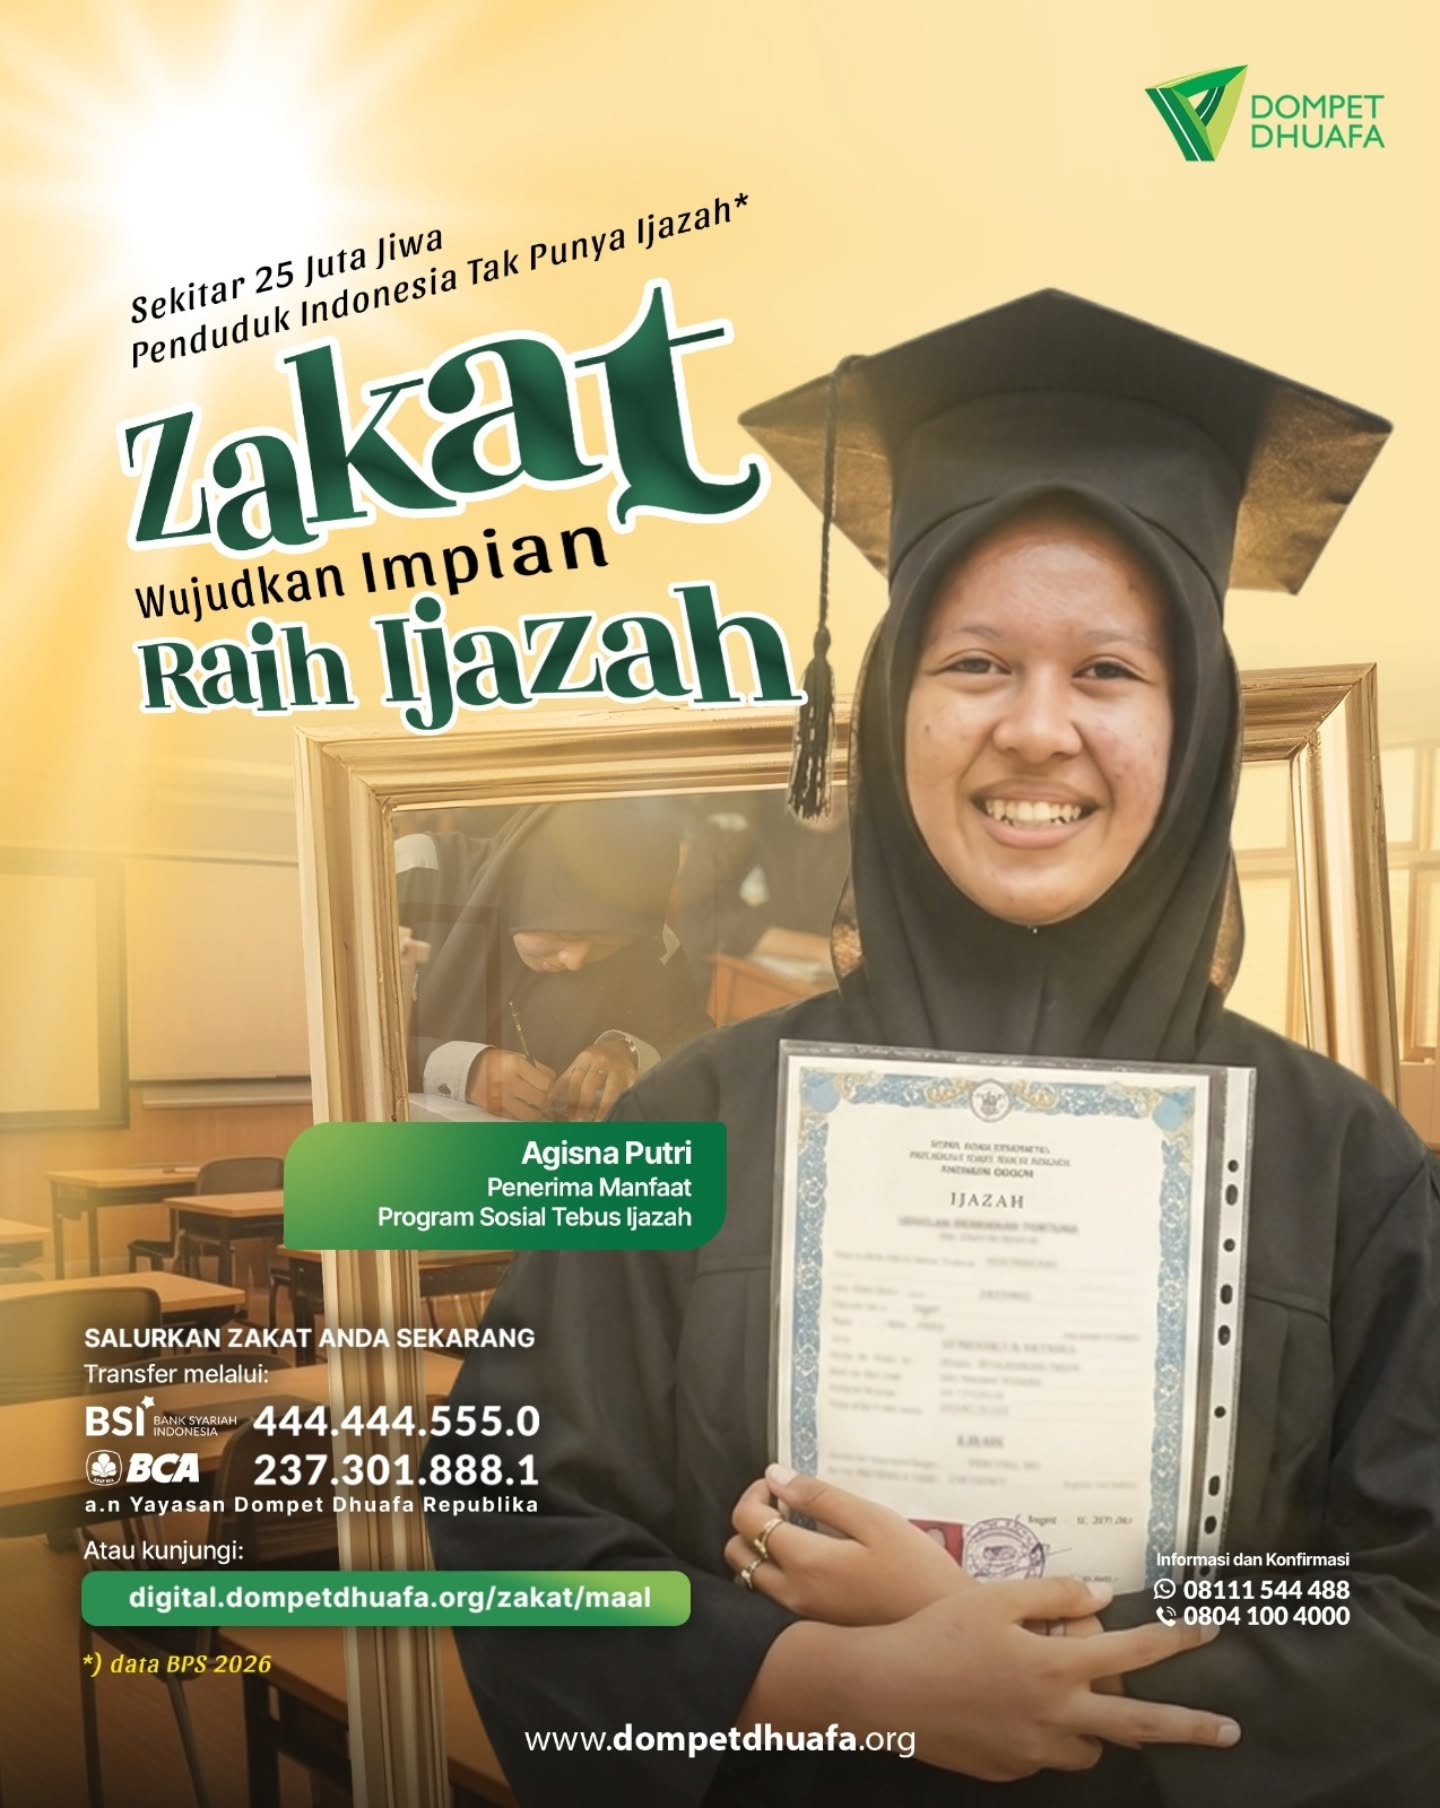 DOMPET
DHUAFA
Sekitar 25 Juta Jiwa
Penduduk Indonesia Tak Punya Ijazah*
Zakat
Wujudkan Impian
Raih Ijazah
Agisna Putri
Penerima Manfaat
Program Sosial Tebus Ijazah
IJAZAH
SALURKAN ZAKAT ANDA SEKARANG
Transfer melalui:
BSI BANK SYARIAH INDONESIA 444.444.555.0
BCA 237.301.888.1
a.n Yayasan Dompet Dhuafa Republika
Atau kunjungi:
digital.dompetdhuafa.org/zakat/maal
*) data BPS 2026
Informasi dan Konfirmasi
08111 544 488
0804 100 4000
www.dompetdhuafa.org